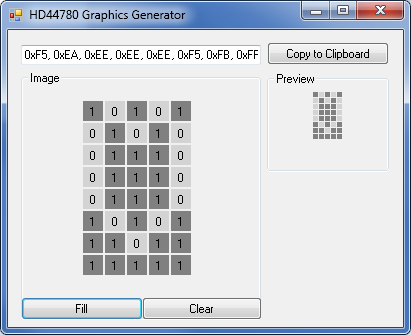 HD44780 Graphics Generator
0xF5, 0xEA, 0xEE, 0xEE, 0xEE, 0xF5, 0xFB, 0xFF
Copy to Clipboard
Image
Preview
1 0 1 0 1
0 1 0 1 0
0 1 1 1 0
0 1 1 1 0
0 1 1 1 0
1 0 1 0 1
1 1 0 1 1
1 1 1 1 1
Fill
Clear